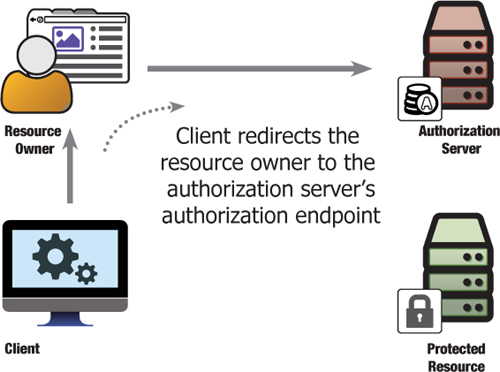 Resource
Owner
Authorization
Server
A
Client redirects the
resource owner to the
authorization server’s
authorization endpoint
Client
Protected
Resource